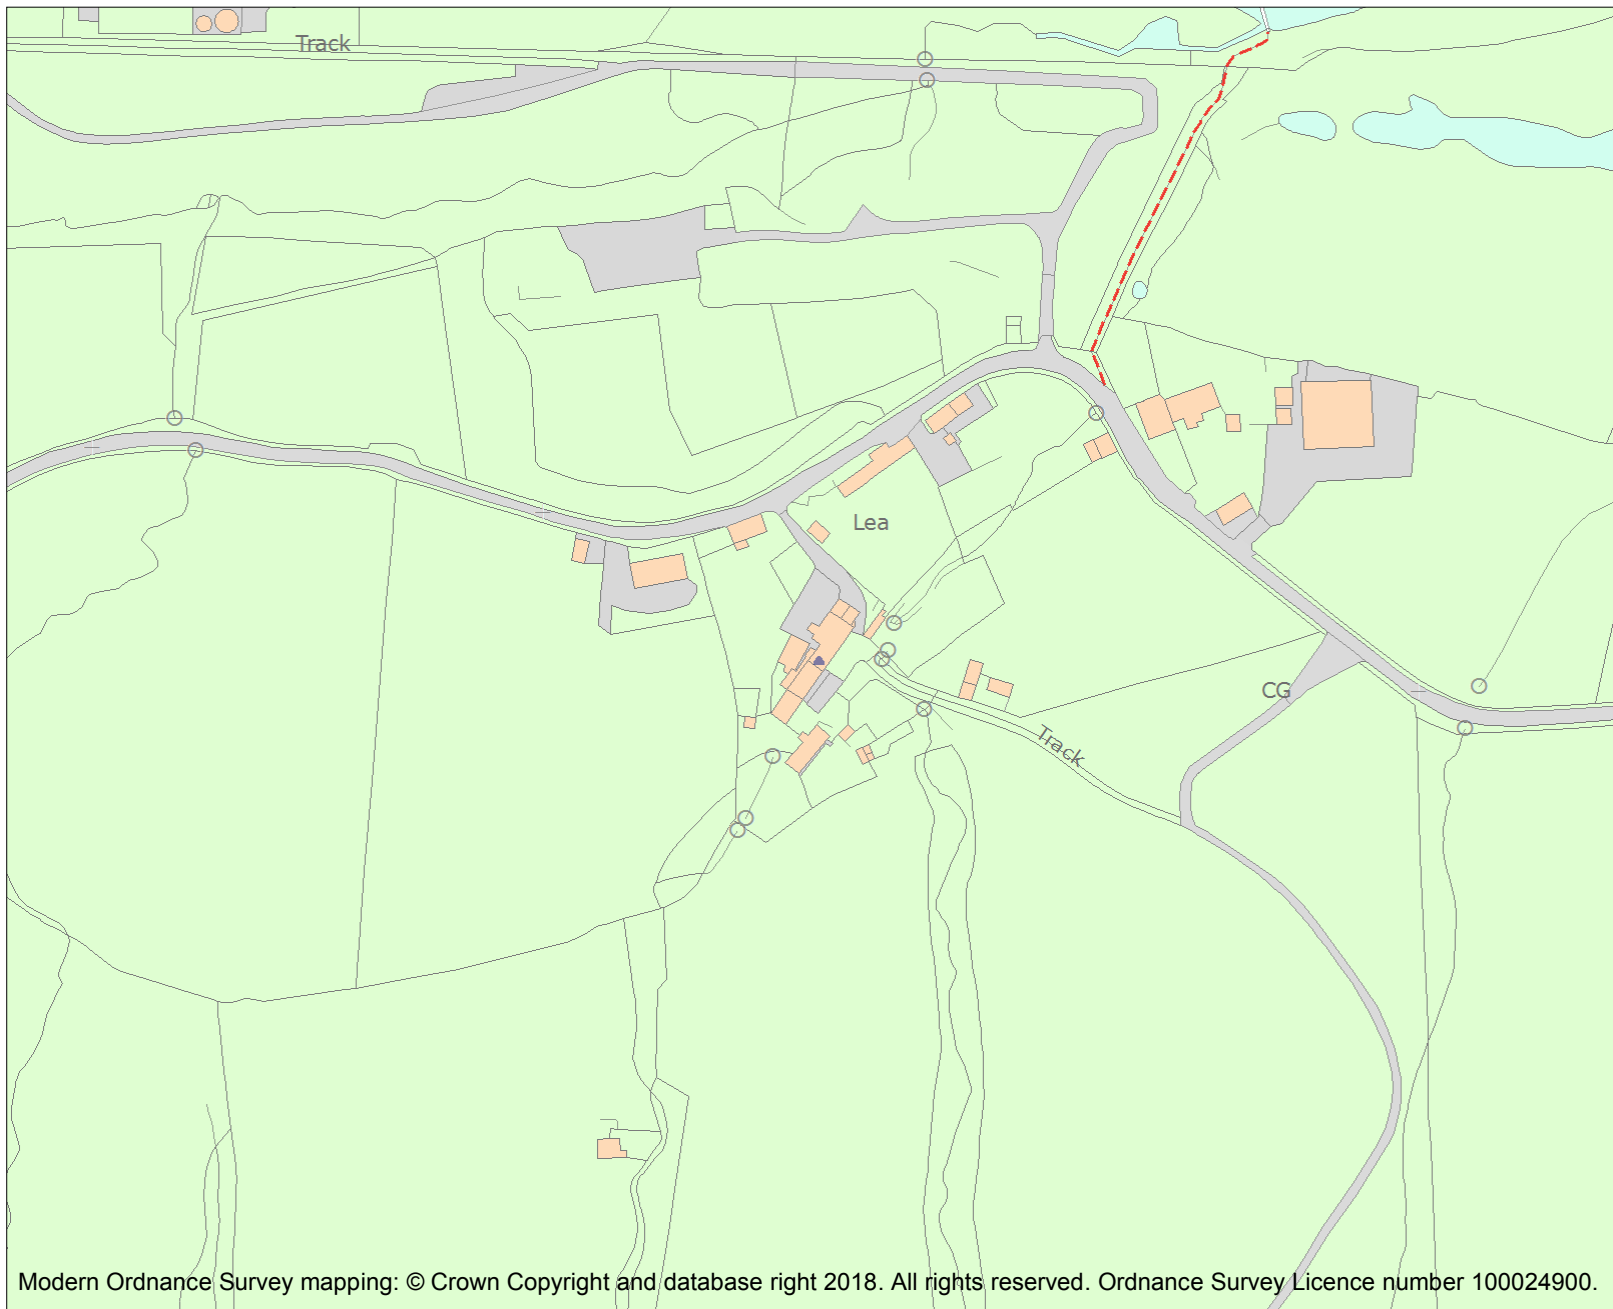 Track
Lea
CG
Track
Modern Ordnance Survey mapping: © Crown Copyright and database right 2018. All rights reserved. Ordnance Survey Licence number 100024900.